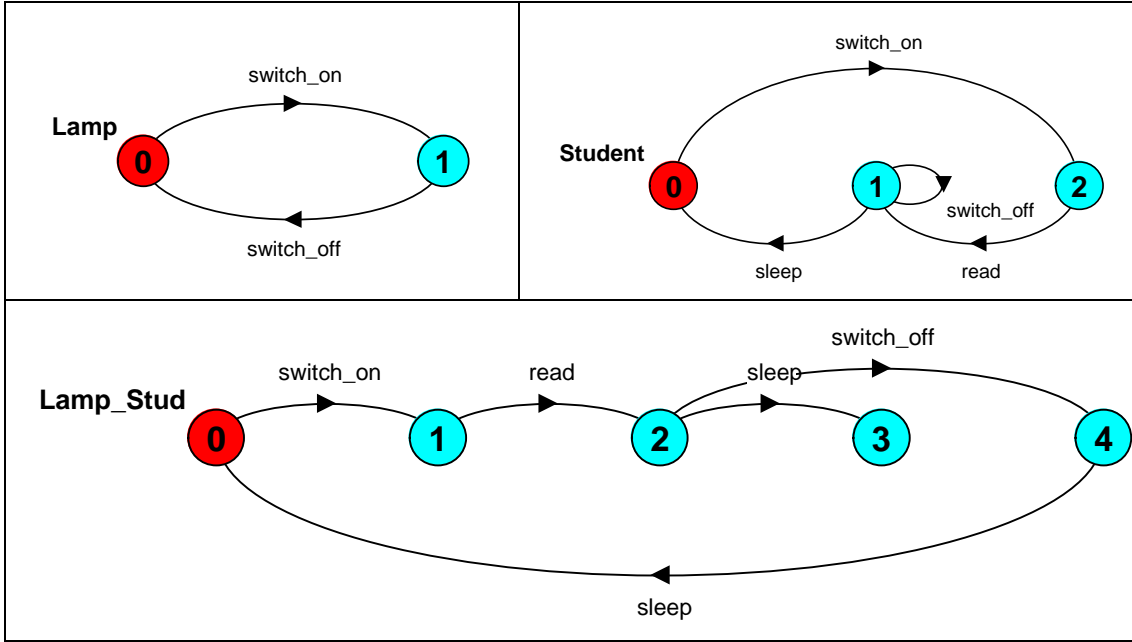 switch_on
Lamp
0
1
switch_off
switch_on
Student
0
1
2
switch_off
sleep
read
switch_off
switch_on
read
sleep
Lamp_Stud
0
1
2
3
4
sleep